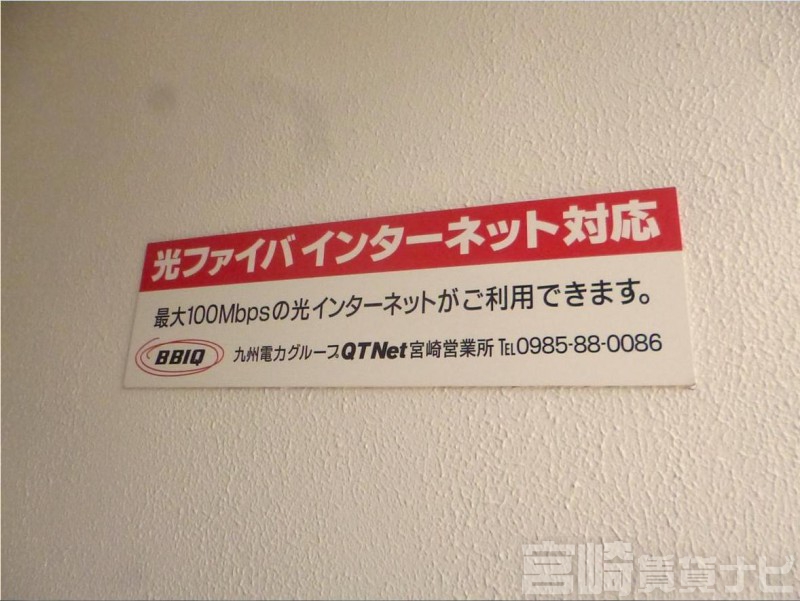 光ファイバ インターネット対応
最大100Mbpsの光インターネットがご利用できます。
BBIQ 九州電力グループQTNet宮崎営業所 TEL0985-88-0086
宮崎賃貸ナビ